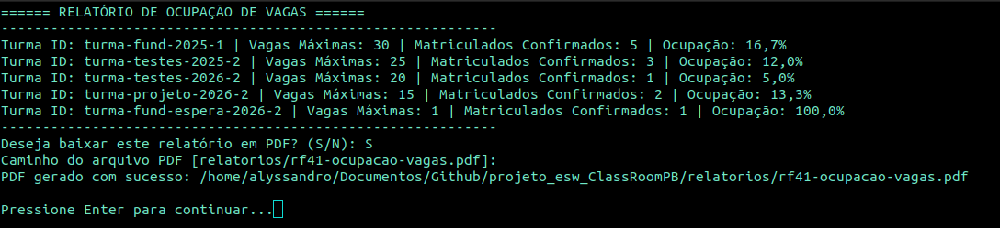 ====== RELATÓRIO DE OCUPAÇÃO DE VAGAS ======
------------------------------------------------------------
Turma ID: turma-fund-2025-1 | Vagas Máximas: 30 | Matriculados Confirmados: 5 | Ocupação: 16,7%
Turma ID: turma-testes-2025-2 | Vagas Máximas: 25 | Matriculados Confirmados: 3 | Ocupação: 12,0%
Turma ID: turma-testes-2026-2 | Vagas Máximas: 20 | Matriculados Confirmados: 1 | Ocupação: 5,0%
Turma ID: turma-projeto-2026-2 | Vagas Máximas: 15 | Matriculados Confirmados: 2 | Ocupação: 13,3%
Turma ID: turma-fund-espera-2026-2 | Vagas Máximas: 1 | Matriculados Confirmados: 1 | Ocupação: 100,0%
------------------------------------------------------------
Deseja baixar este relatório em PDF? (S/N): S
Caminho do arquivo PDF [relatorios/rf41-ocupacao-vagas.pdf]:
PDF gerado com sucesso: /home/alyssandro/Documentos/Github/projeto_esw_ClassRoomPB/relatorios/rf41-ocupacao-vagas.pdf
Pressione Enter para continuar...